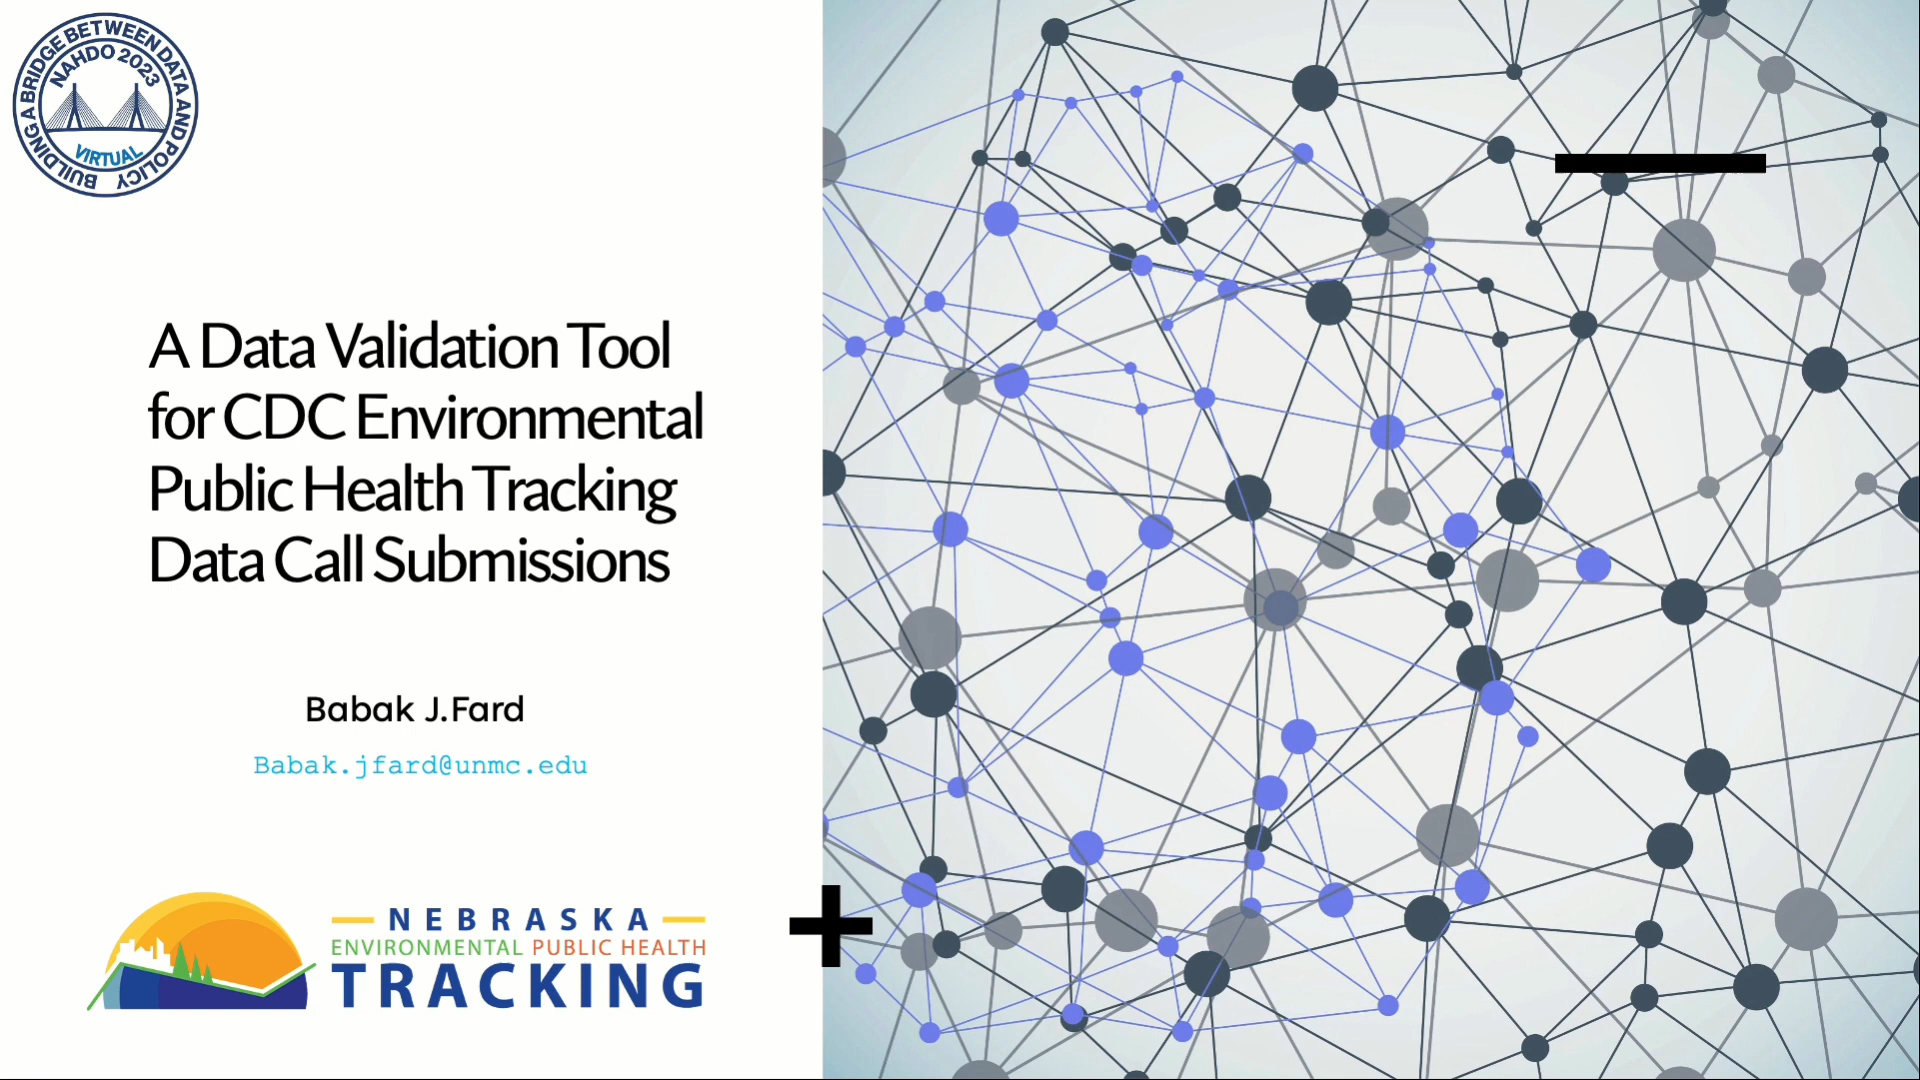 BUILDING A BRIDGE BETWEEN DATA AND POLICY
NAHDO 2023
VIRTUAL
A Data Validation Tool
for CDC Environmental
Public Health Tracking
Data Call Submissions
Babak J.Fard
Babak.jfard@unmc.edu
NEBRASKA
ENVIRONMENTAL PUBLIC HEALTH
TRACKING